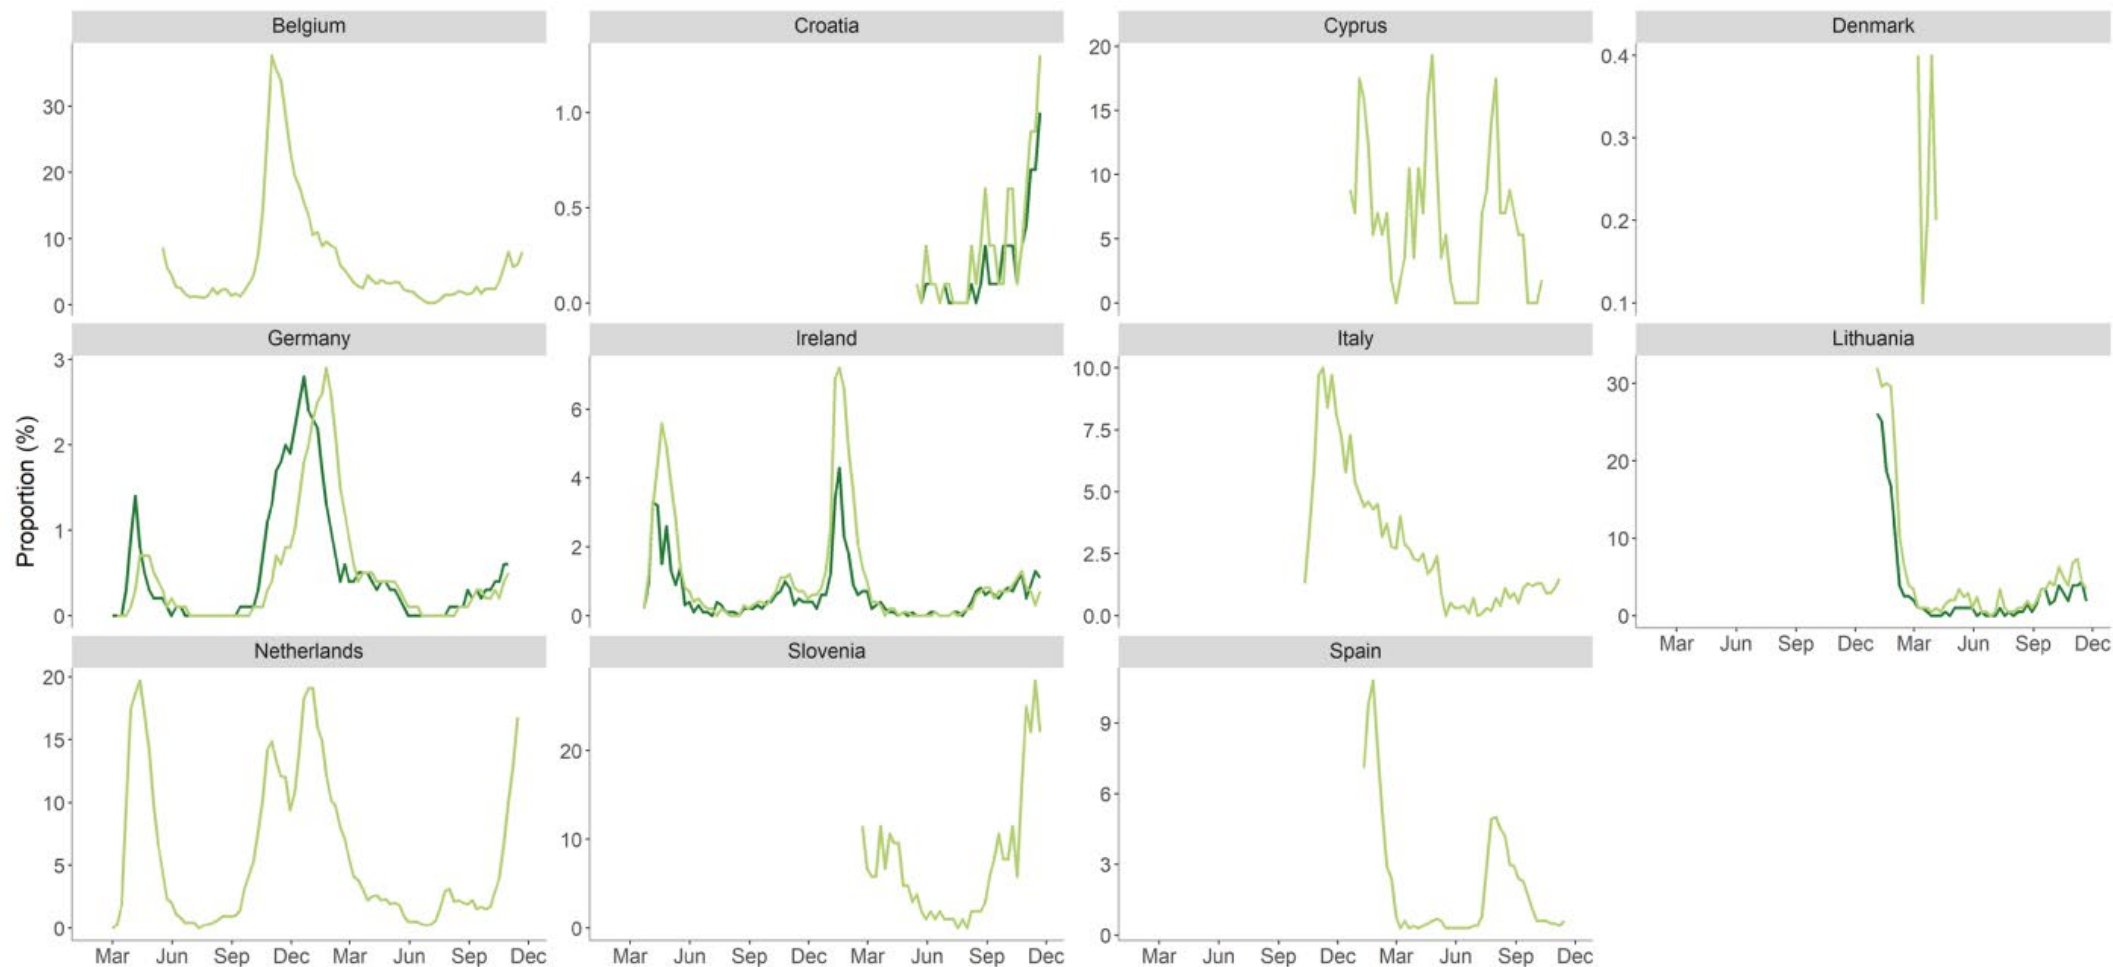 Belgium
Croatia
Cyprus
Denmark
30
20
10
0
1.0
0.5
0.0
20
15
10
5
0
0.4
0.3
0.2
0.1
Germany
Ireland
Italy
Lithuania
Proportion (%)
3
2
1
0
6
4
2
0
10.0
7.5
5.0
2.5
0.0
30
20
10
0
Mar Jun Sep Dec Mar Jun Sep Dec
Netherlands
Slovenia
Spain
20
15
10
5
0
20
10
0
9
6
3
0
Mar Jun Sep Dec Mar Jun Sep Dec
Mar Jun Sep Dec Mar Jun Sep Dec
Mar Jun Sep Dec Mar Jun Sep Dec